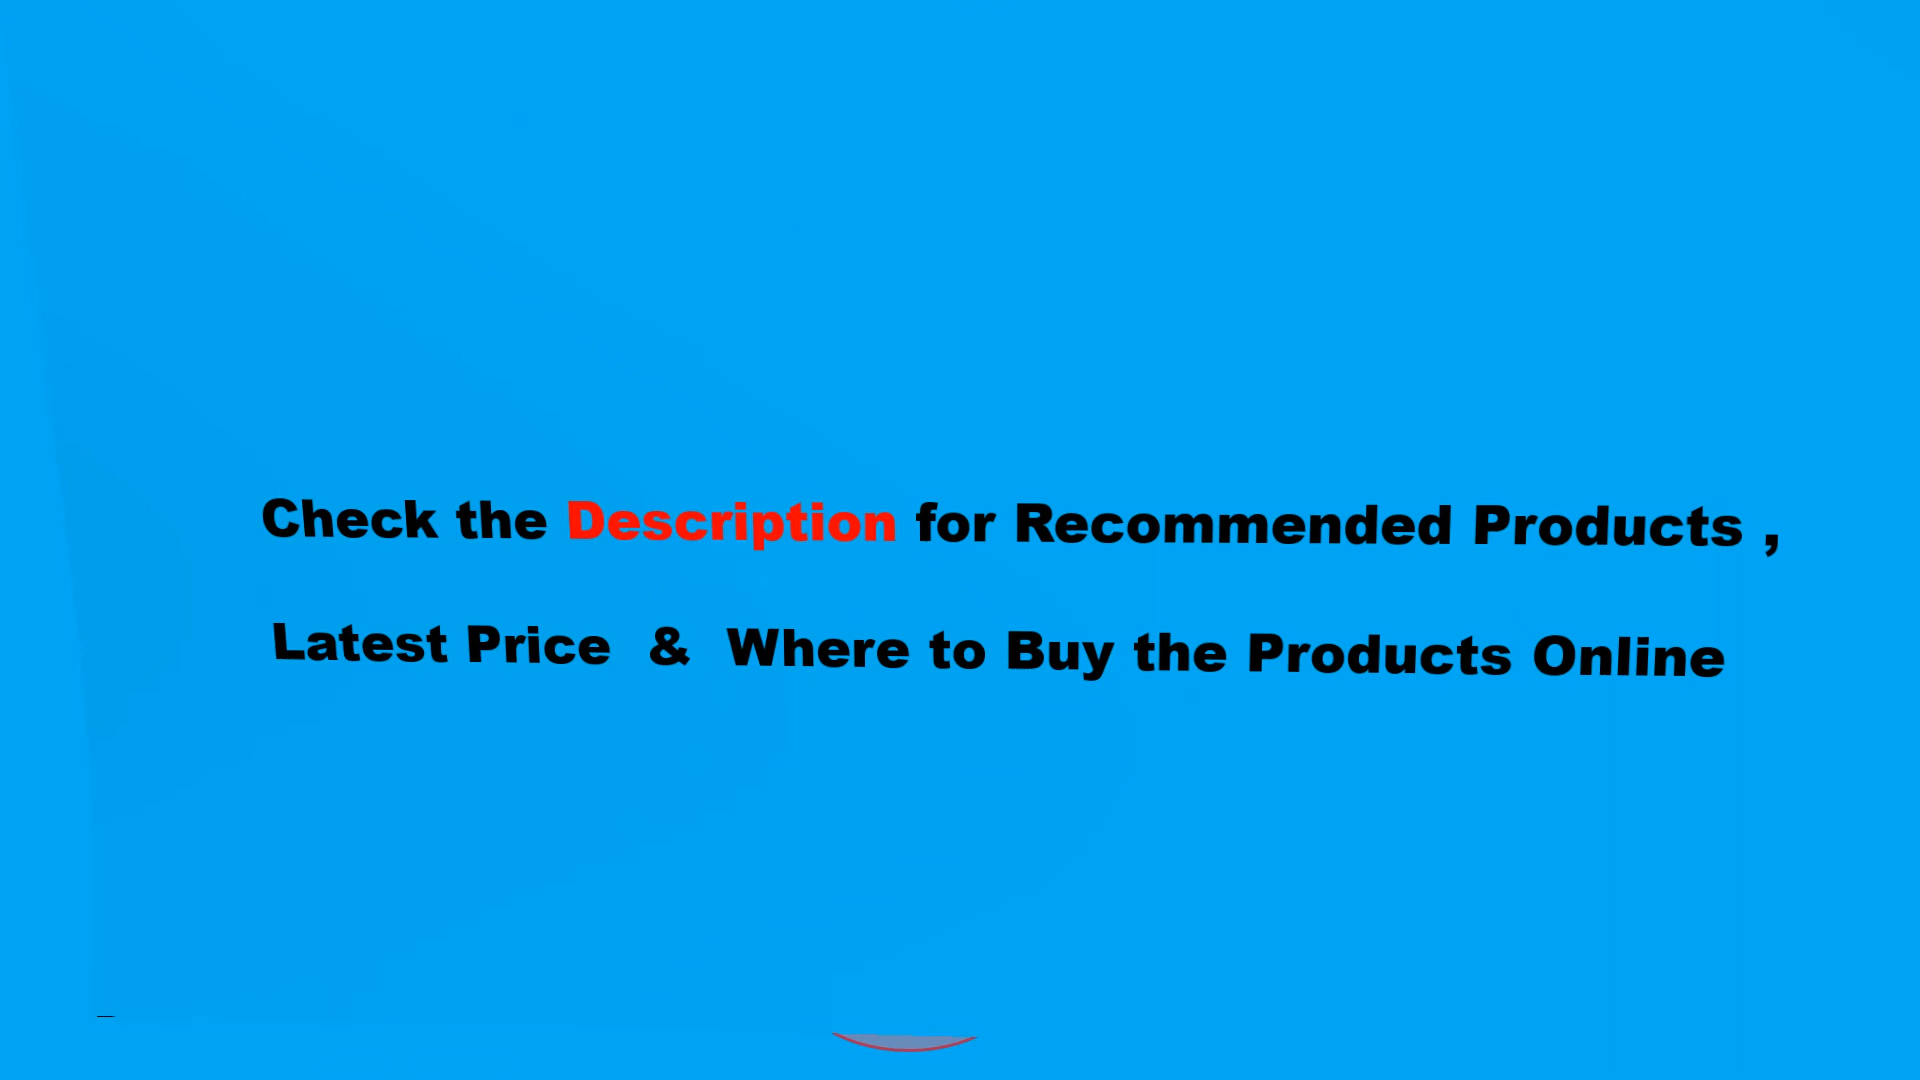 Check the Description for Recommended Products ,
Latest Price & Where to Buy the Products Online